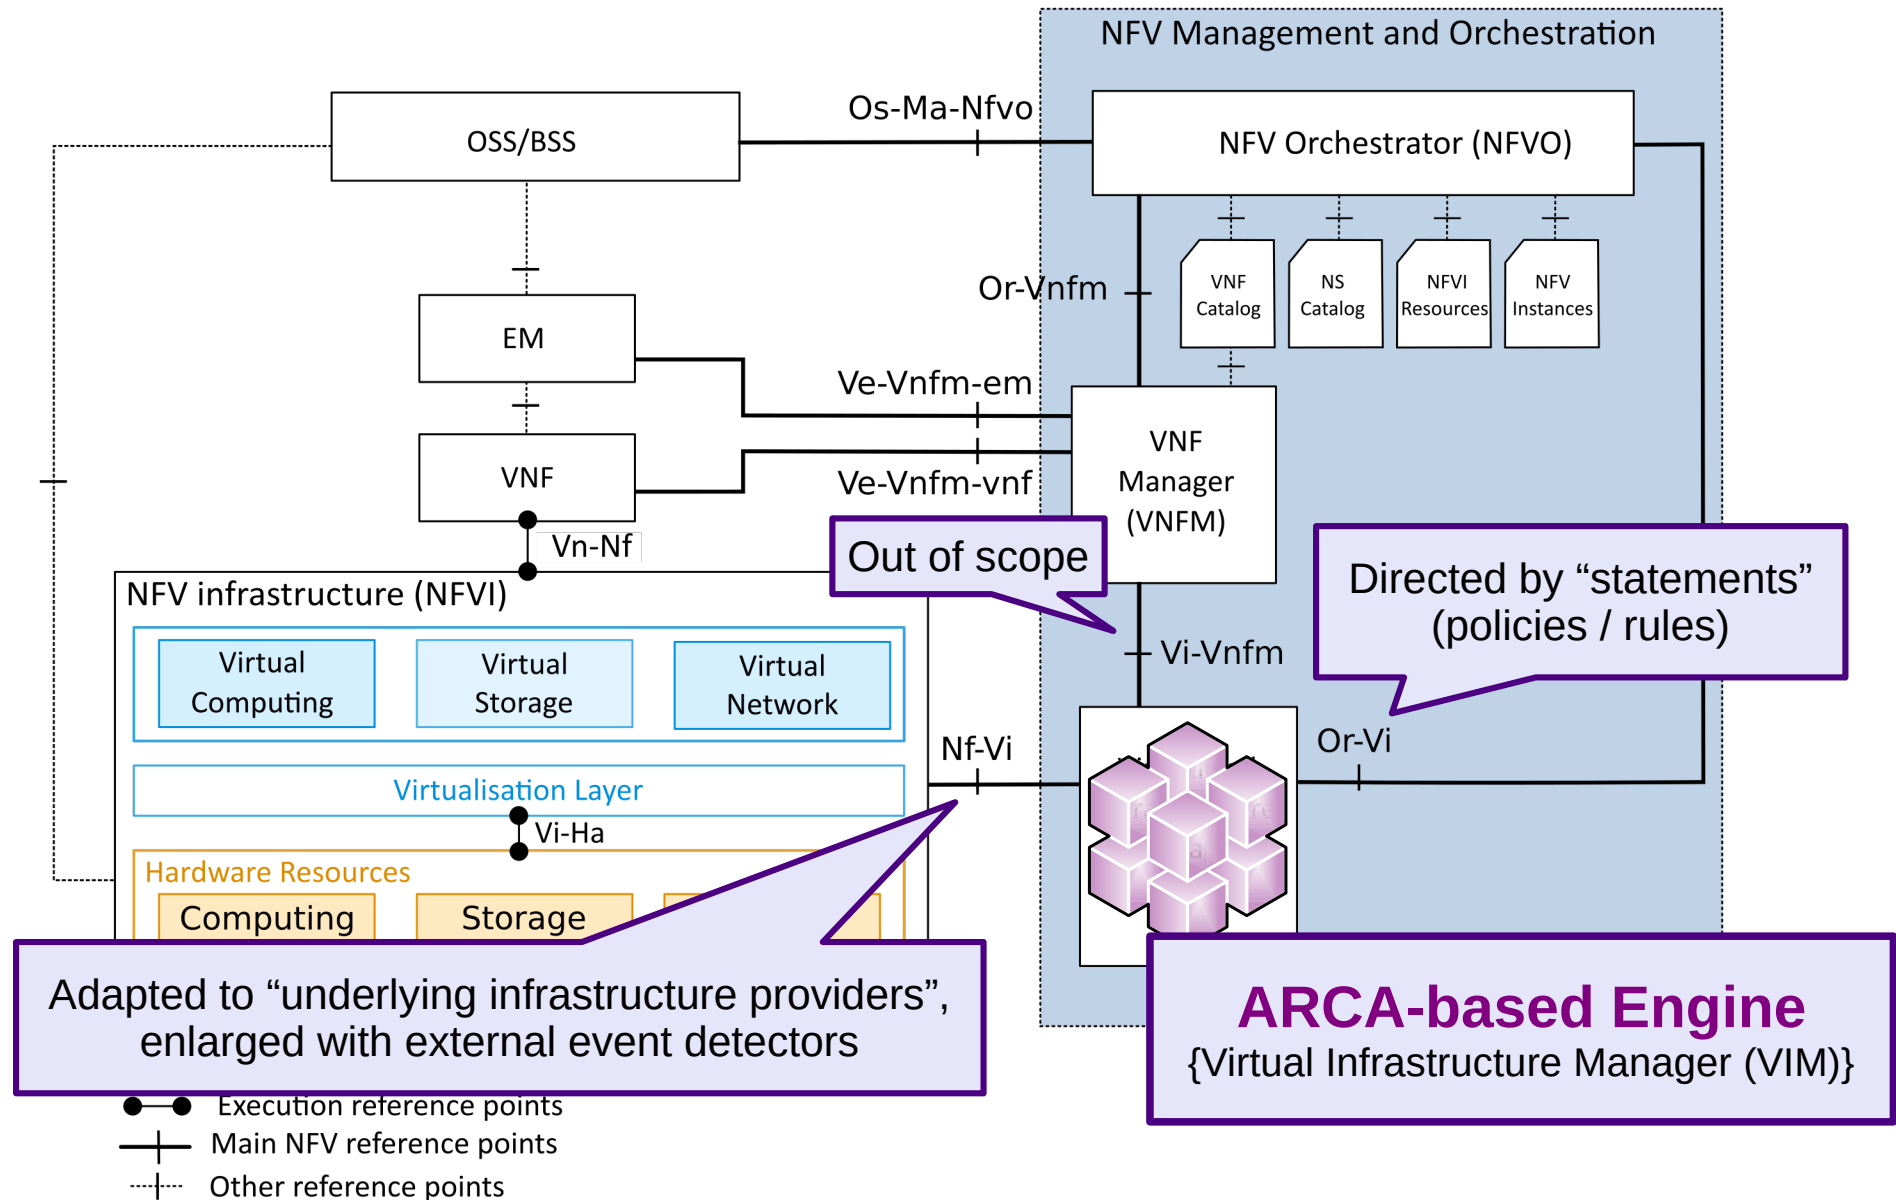 NFV Management and Orchestration
Os-Ma-Nfvo
OSS/BSS
NFV Orchestrator (NFVO)
Or-Vnfm
VNF
Catalog
NS
Catalog
NFVI
Resources
NFV
Instances
EM
Ve-Vnfm-em
VNF
Ve-Vnfm-vnf
VNF
Manager
(VNFM)
Vn-Nf
Out of scope
Directed by “statements”
(policies / rules)
NFV infrastructure (NFVI)
Virtual
Computing
Virtual
Storage
Virtual
Network
Vi-Vnfm
Nf-Vi
Or-Vi
Virtualisation Layer
Vi-Ha
Hardware Resources
Computing
Storage
Adapted to “underlying infrastructure providers”,
enlarged with external event detectors
ARCA-based Engine
{Virtual Infrastructure Manager (VIM)}
Execution reference points
Main NFV reference points
Other reference points